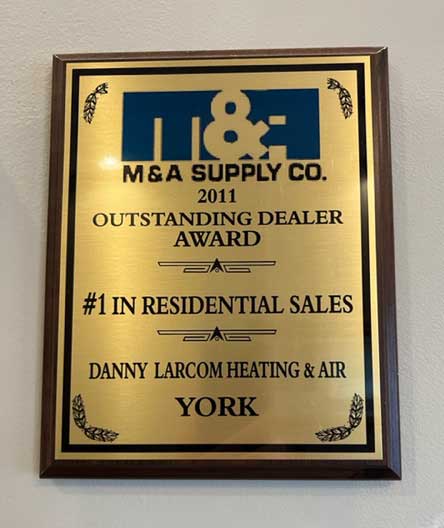 m&a
M&A SUPPLY CO.
2011
OUTSTANDING DEALER
AWARD
#1 IN RESIDENTIAL SALES
DANNY LARCOM HEATING & AIR
YORK